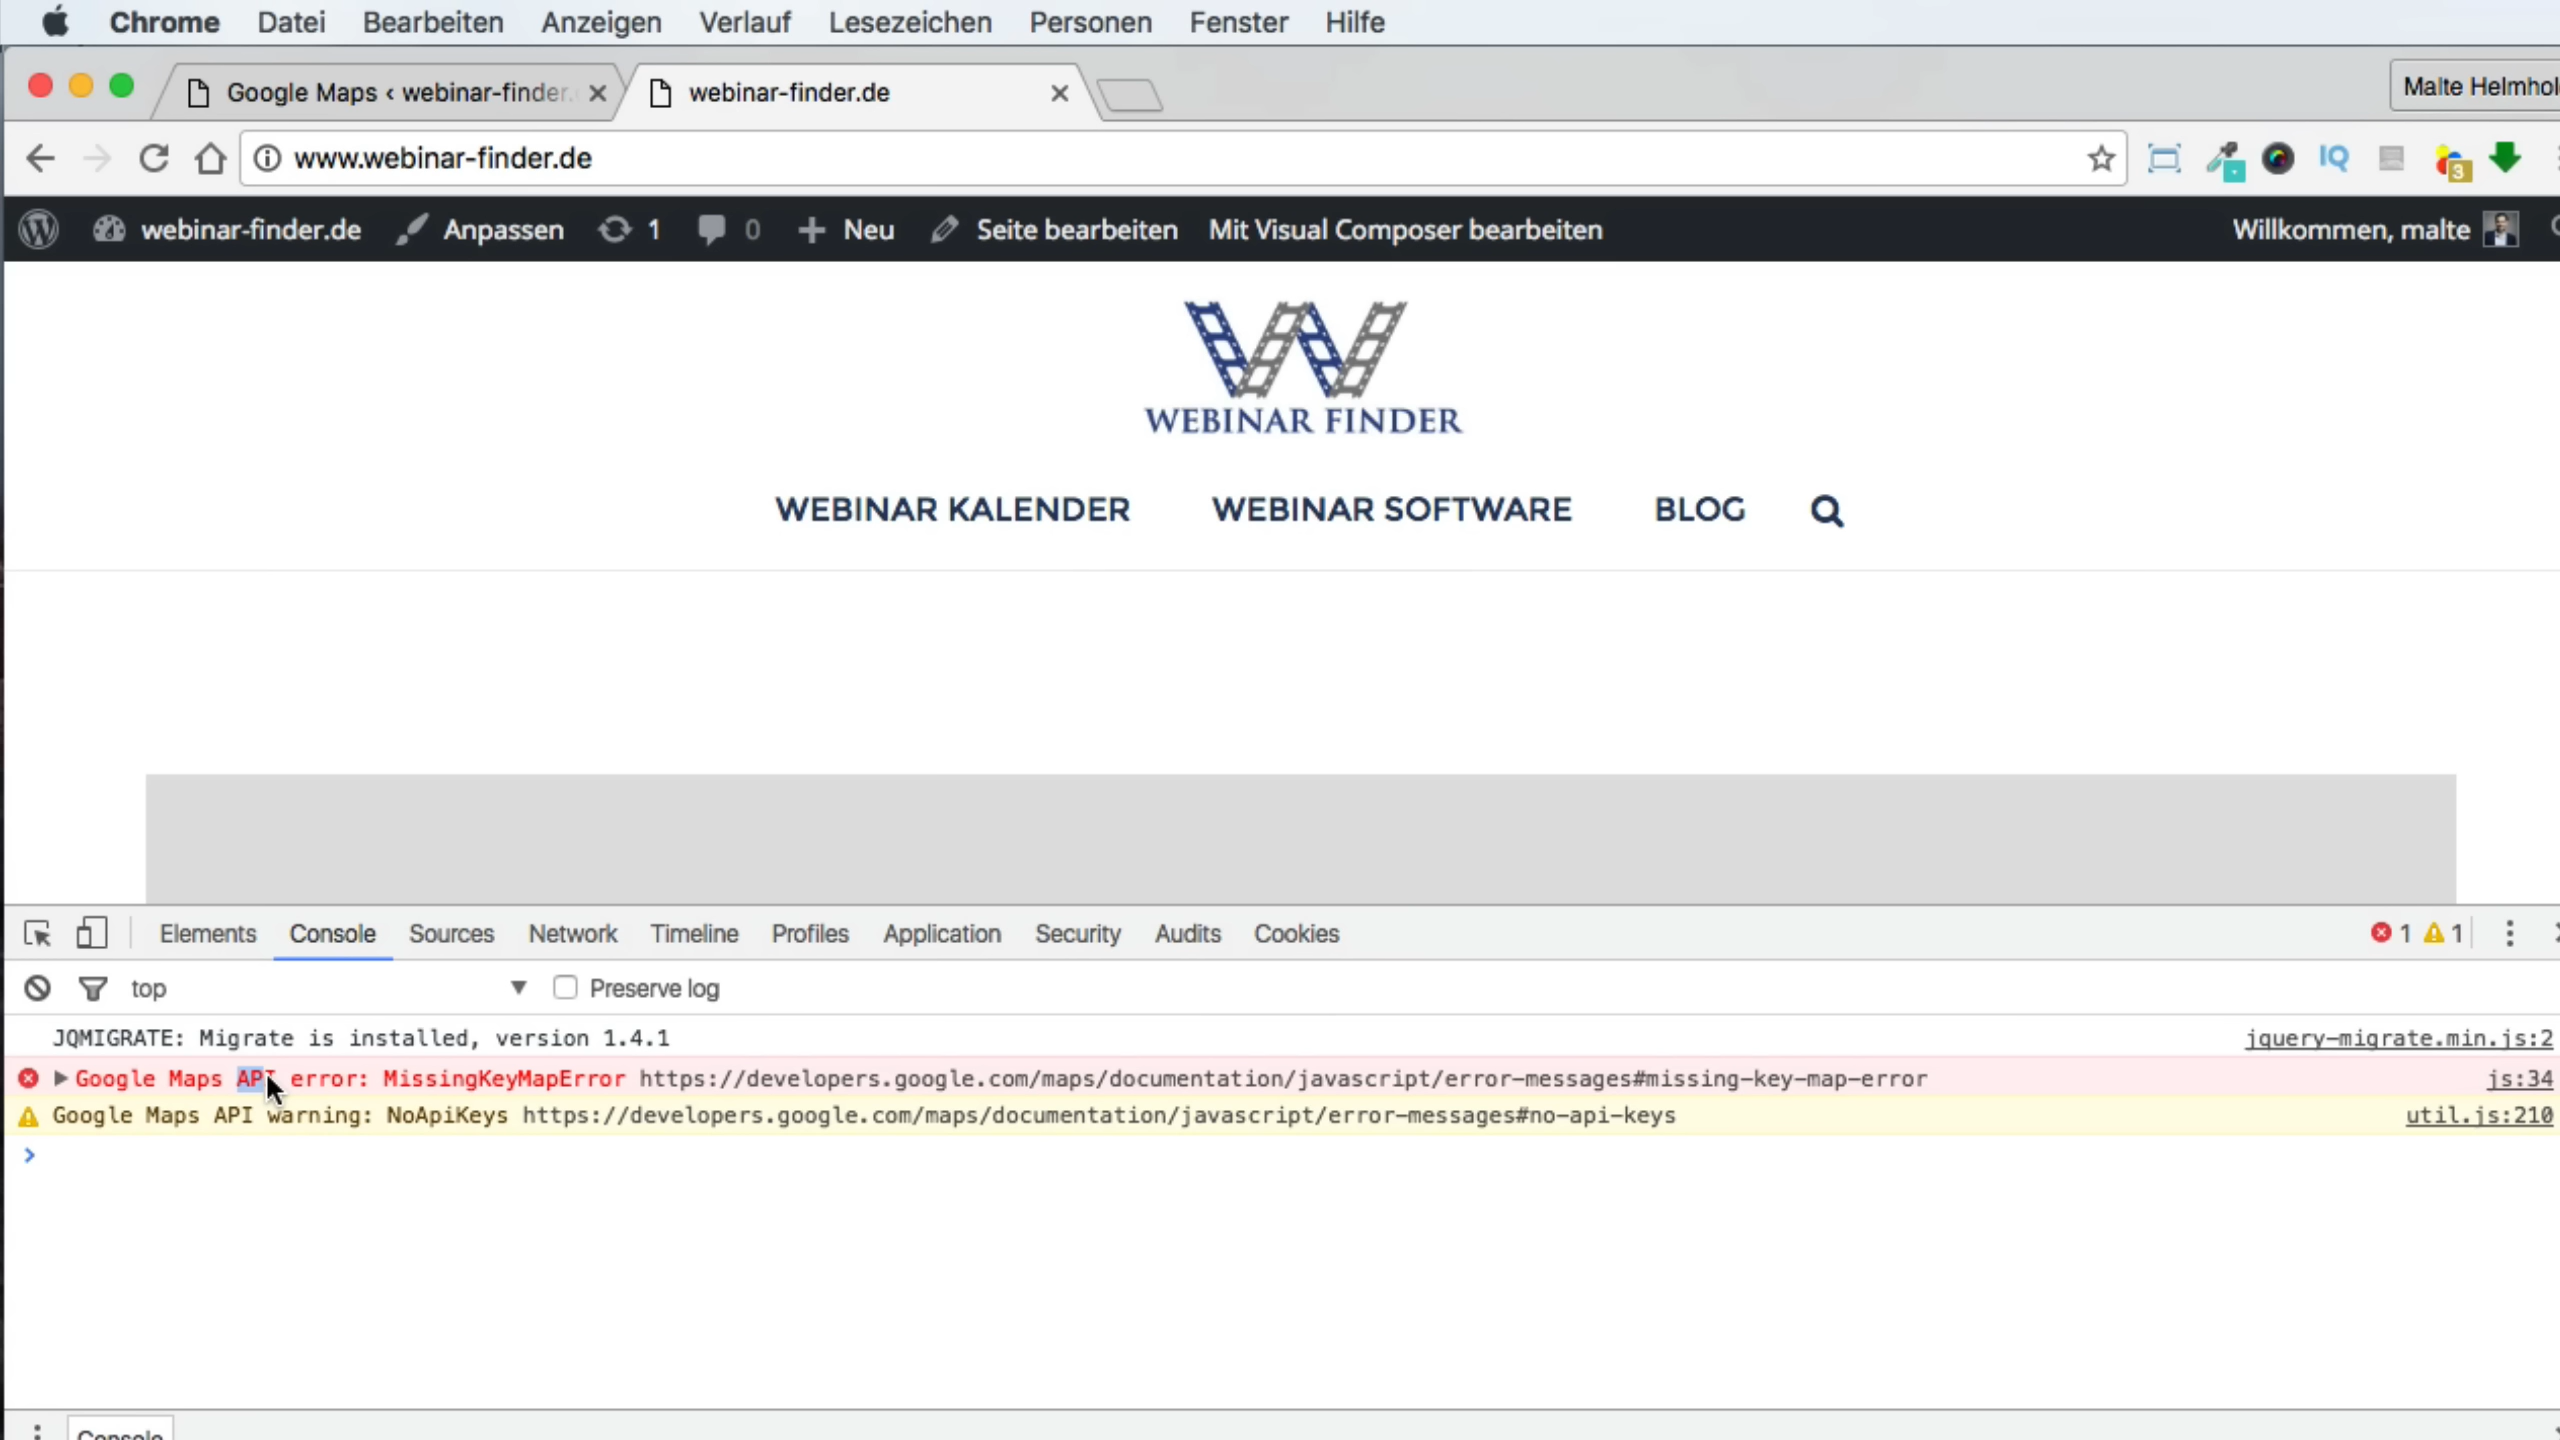 Chrome Datei Bearbeiten Anzeigen Verlauf Lesezeichen Personen Fenster Hilfe
Google Maps ‹ webinar-finder. webinar-finder.de Malte Helmhol
www.webinar-finder.de IQ 3
webinar-finder.de Anpassen 1 0 Neu Seite bearbeiten Mit Visual Composer bearbeiten Willkommen, malte
WEBINAR FINDER
WEBINAR KALENDER WEBINAR SOFTWARE BLOG
Elements Console Sources Network Timeline Profiles Application Security Audits Cookies 1 1
top Preserve log
JQMIGRATE: Migrate is installed, version 1.4.1 jquery-migrate.min.js:2
Google Maps API error: MissingKeyMapError https://developers.google.com/maps/documentation/javascript/error-messages#missing-key-map-error js:34
Google Maps API warning: NoApiKeys https://developers.google.com/maps/documentation/javascript/error-messages#no-api-keys util.js:210
Console